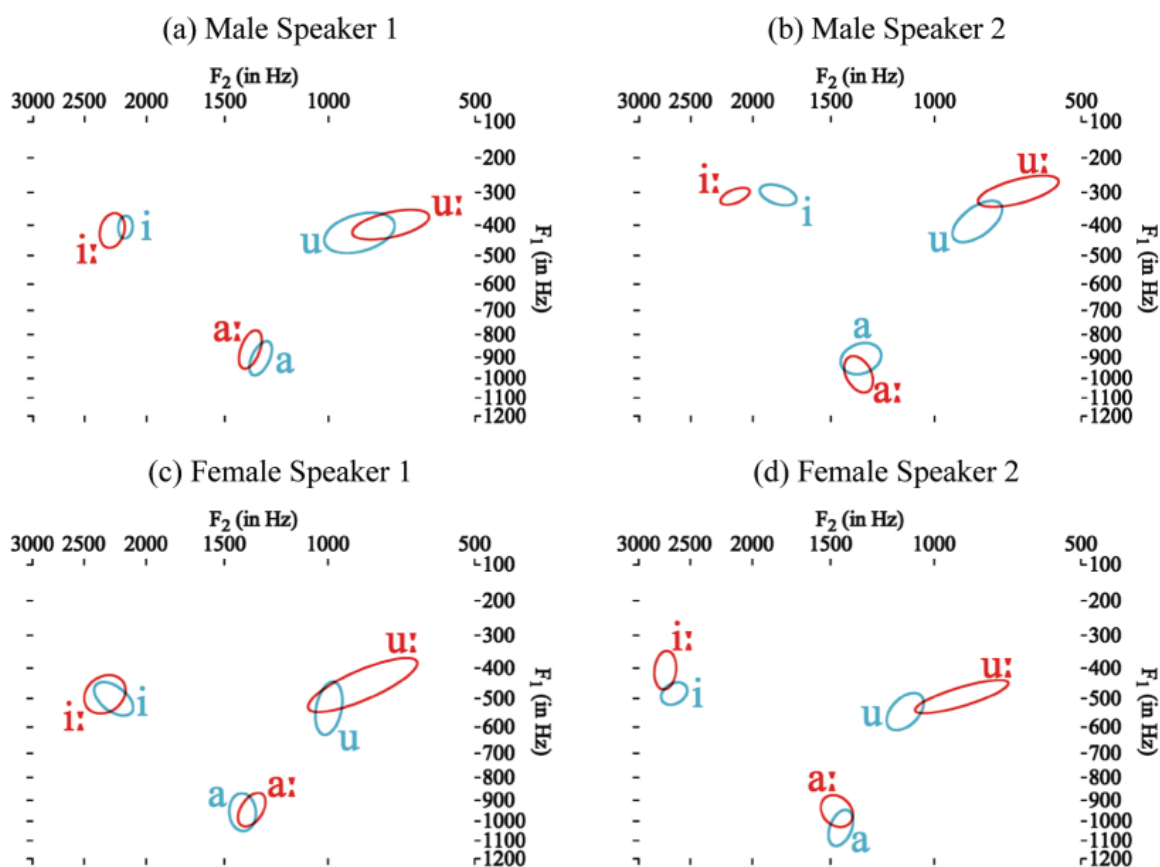 (a) Male Speaker 1
F2 (in Hz)
3000 2500 2000 1500 1000 500
100
200
300
400
500
600
700
800
900
1000
1100
1200
F1 (in Hz)
iː
i
u
uː
aː
a
(b) Male Speaker 2
F2 (in Hz)
3000 2500 2000 1500 1000 500
100
200
300
400
500
600
700
800
900
1000
1100
1200
F1 (in Hz)
iː
i
uː
u
a
aː
(c) Female Speaker 1
F2 (in Hz)
3000 2500 2000 1500 1000 500
100
200
300
400
500
600
700
800
900
1000
1100
1200
F1 (in Hz)
iː
i
uː
u
a
aː
(d) Female Speaker 2
F2 (in Hz)
3000 2500 2000 1500 1000 500
100
200
300
400
500
600
700
800
900
1000
1100
1200
F1 (in Hz)
iː
i
uː
u
aː
a